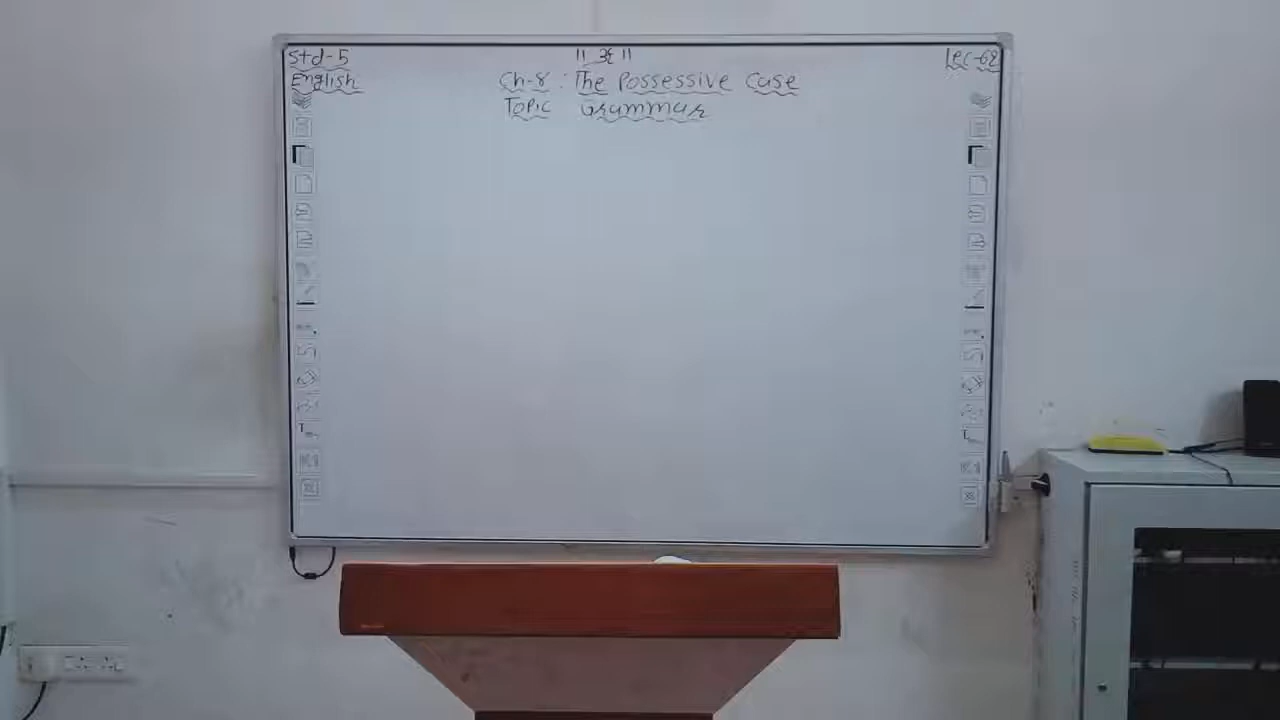 Std-5
॥ ૐ ॥
Lec-62
English
Ch-8 : The Possessive Case
Topic Grammar